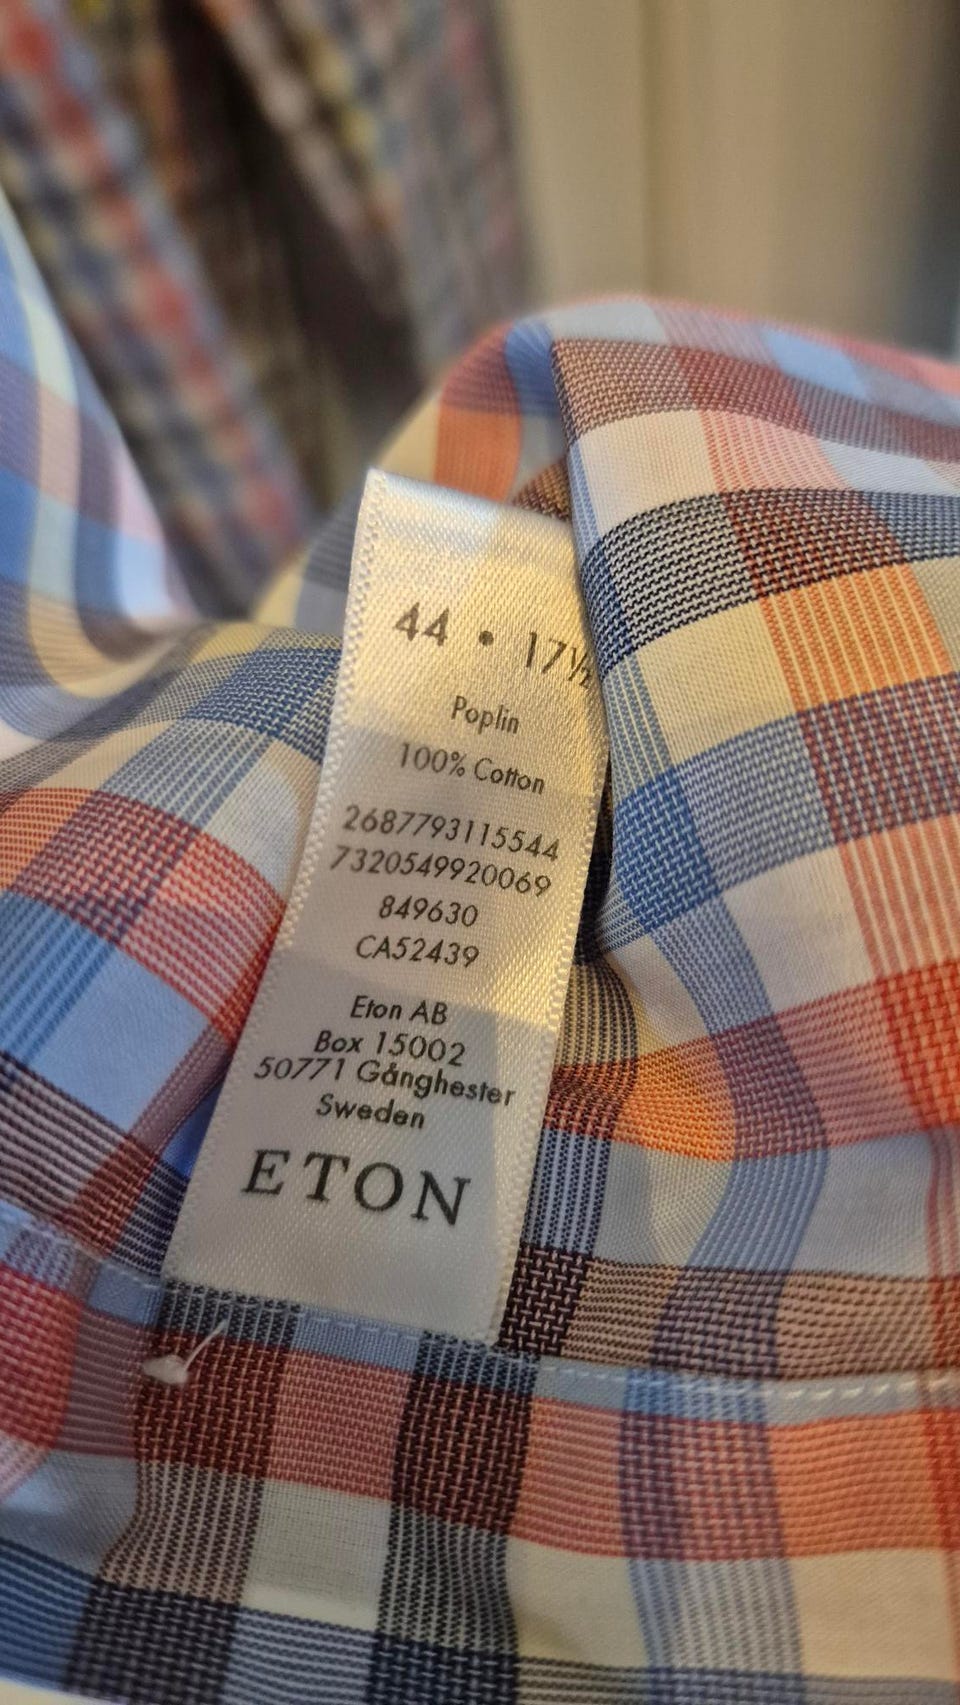 44 • 17½
Poplin
100% Cotton
2687793115544
7320549920069
849630
CA52439
Eton AB
Box 15002
50771 Gånghester
Sweden
ETON